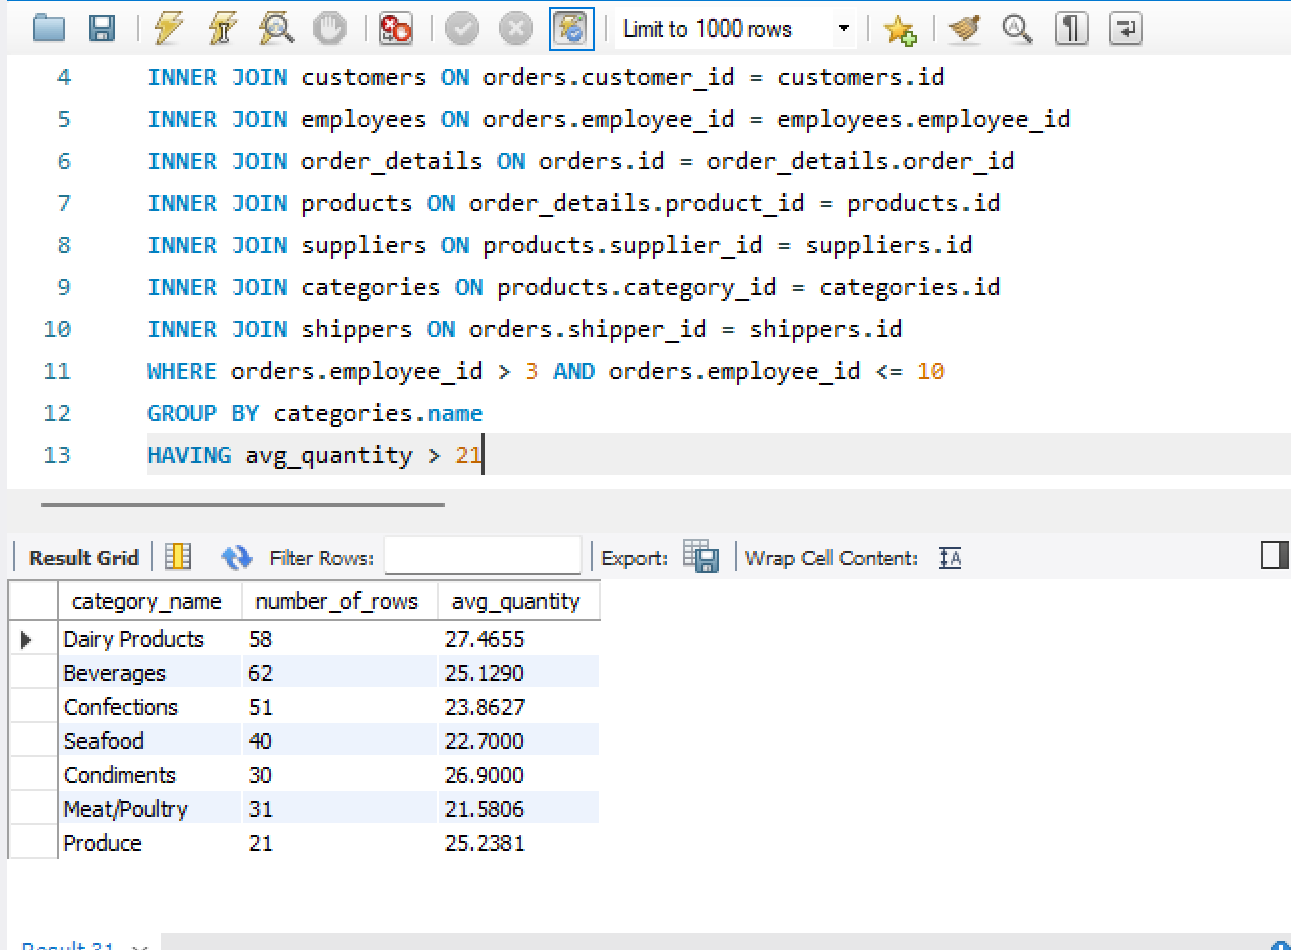 Limit to 1000 rows
4 INNER JOIN customers ON orders.customer_id = customers.id
5 INNER JOIN employees ON orders.employee_id = employees.employee_id
6 INNER JOIN order_details ON orders.id = order_details.order_id
7 INNER JOIN products ON order_details.product_id = products.id
8 INNER JOIN suppliers ON products.supplier_id = suppliers.id
9 INNER JOIN categories ON products.category_id = categories.id
10 INNER JOIN shippers ON orders.shipper_id = shippers.id
11 WHERE orders.employee_id > 3 AND orders.employee_id <= 10
12 GROUP BY categories.name
13 HAVING avg_quantity > 21
Result Grid Filter Rows: Export: Wrap Cell Content: IA
category_name number_of_rows avg_quantity
Dairy Products 58 27.4655
Beverages 62 25.1290
Confections 51 23.8627
Seafood 40 22.7000
Condiments 30 26.9000
Meat/Poultry 31 21.5806
Produce 21 25.2381
Result 31